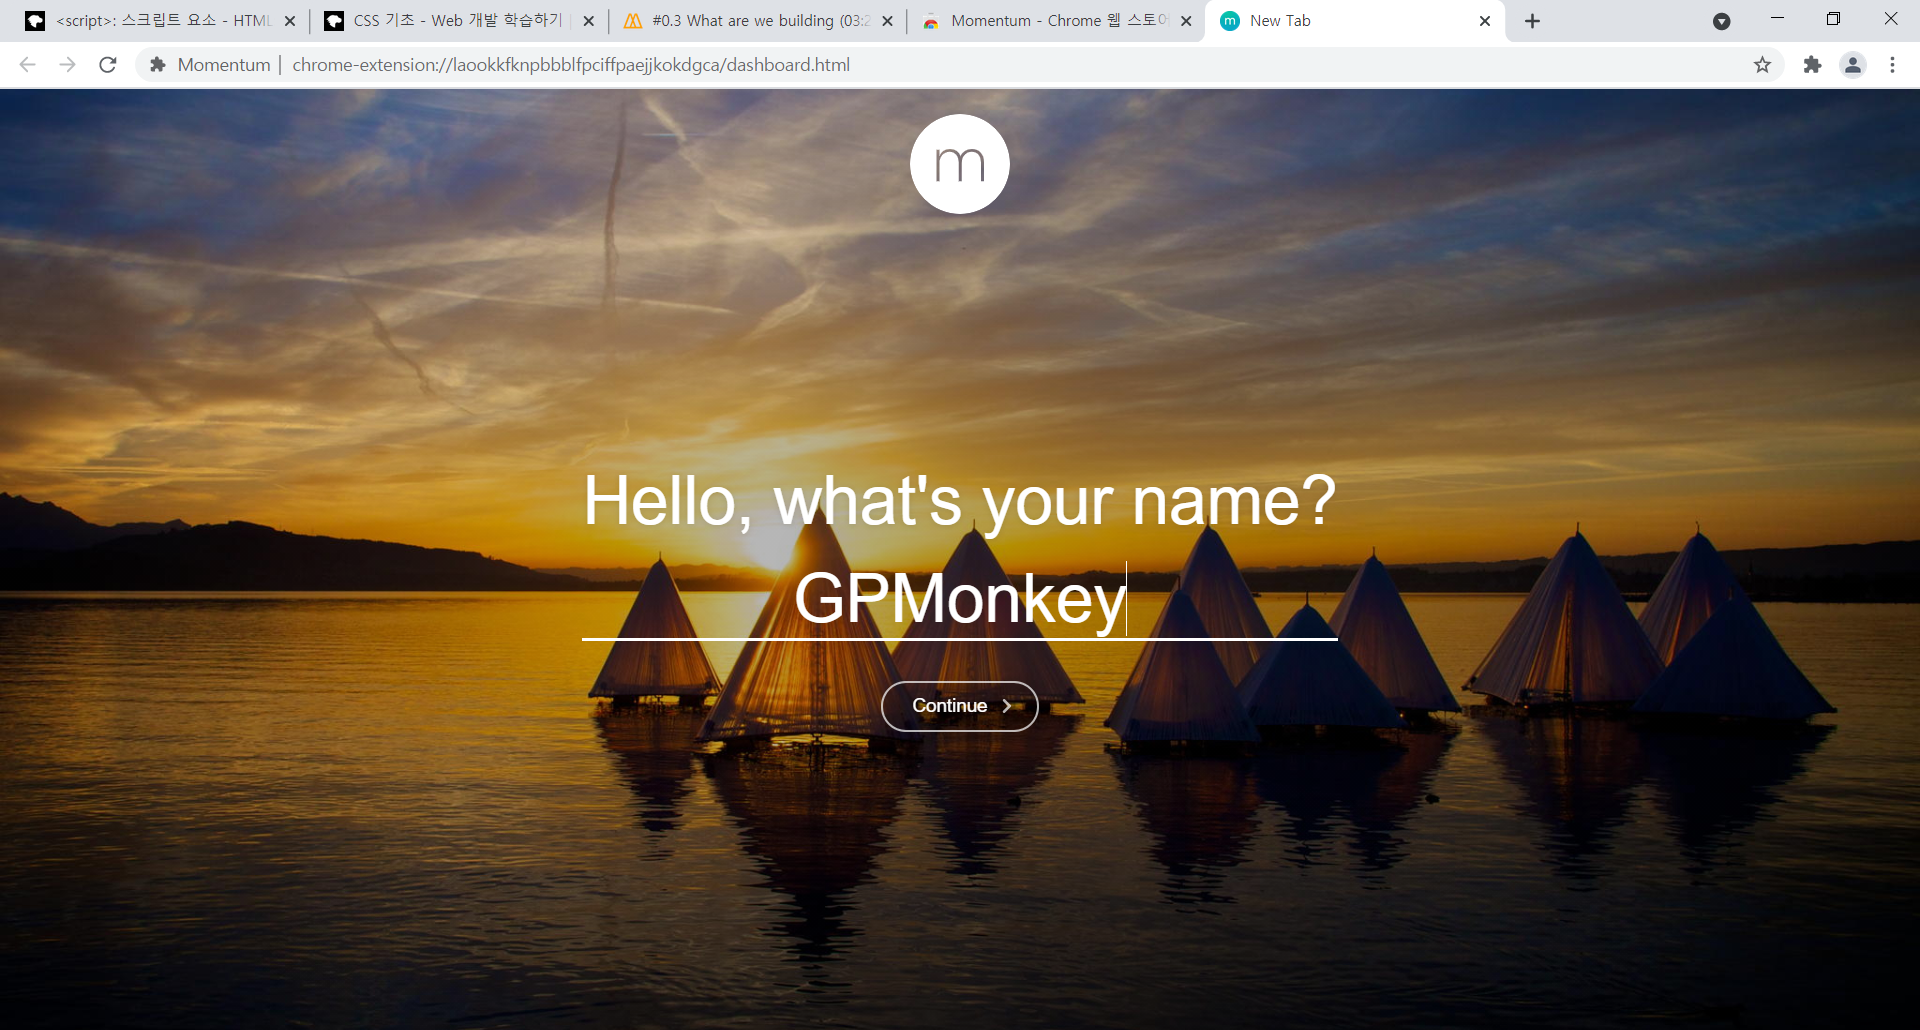 <script>: 스크립트 요소 - HTML
CSS 기초 - Web 개발 학습하기
#0.3 What are we building (03:2
Momentum - Chrome 웹 스토어
New Tab
Momentum | chrome-extension://laookkfknpbbblfpciffpaejjkokdgca/dashboard.html
m
Hello, what's your name?
GPMonkey
Continue